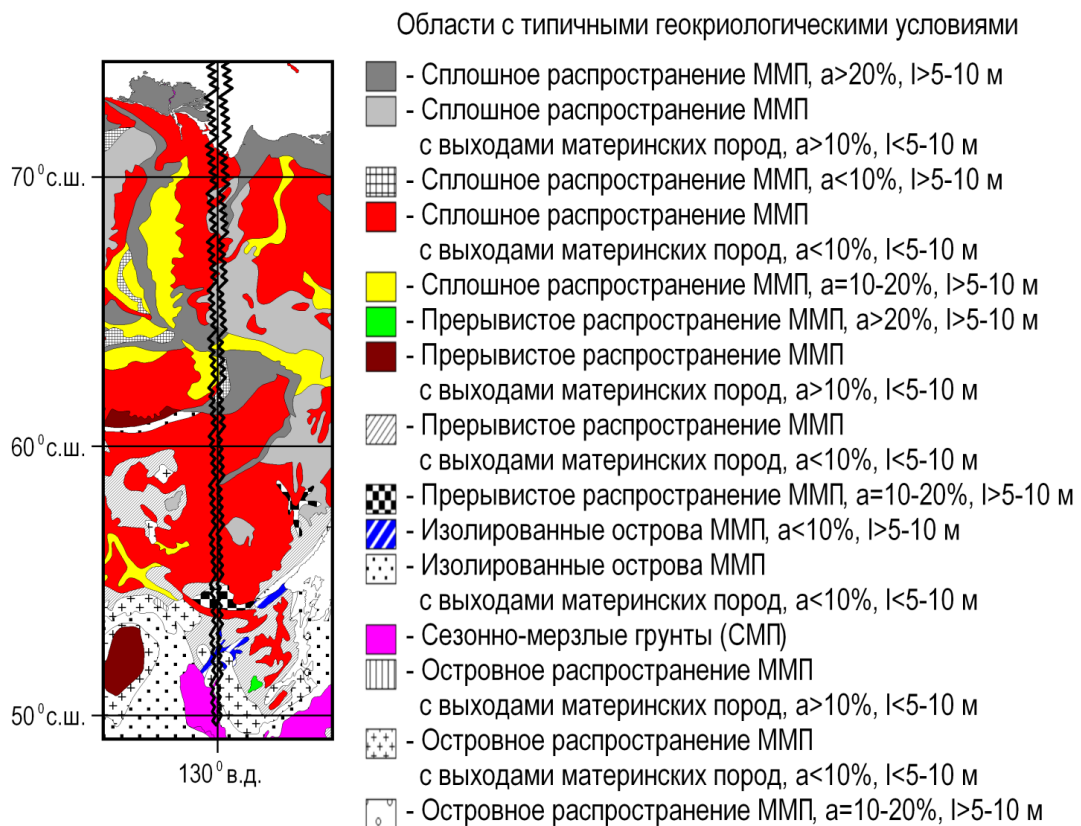 Области с типичными геокриологическими условиями
- Сплошное распространение ММП, a>20%, l>5-10 м
- Сплошное распространение ММП
с выходами материнских пород, a>10%, l<5-10 м
70⁰с.ш.
- Сплошное распространение ММП, a<10%, l>5-10 м
- Сплошное распространение ММП
с выходами материнских пород, a<10%, l<5-10 м
- Сплошное распространение ММП, a=10-20%, l>5-10 м
- Прерывистое распространение ММП, a>20%, l>5-10 м
- Прерывистое распространение ММП
с выходами материнских пород, a>10%, l<5-10 м
60⁰с.ш.
- Прерывистое распространение ММП
с выходами материнских пород, a<10%, l<5-10 м
- Прерывистое распространение ММП, a=10-20%, l>5-10 м
- Изолированные острова ММП, a<10%, l>5-10 м
- Изолированные острова ММП
с выходами материнских пород, a<10%, l<5-10 м
- Сезонно-мерзлые грунты (СМП)
- Островное распространение ММП
с выходами материнских пород, a>10%, l<5-10 м
50⁰с.ш.
- Островное распространение ММП
с выходами материнских пород, a<10%, l<5-10 м
130⁰ в.д.
- Островное распространение ММП, a=10-20%, l>5-10 м